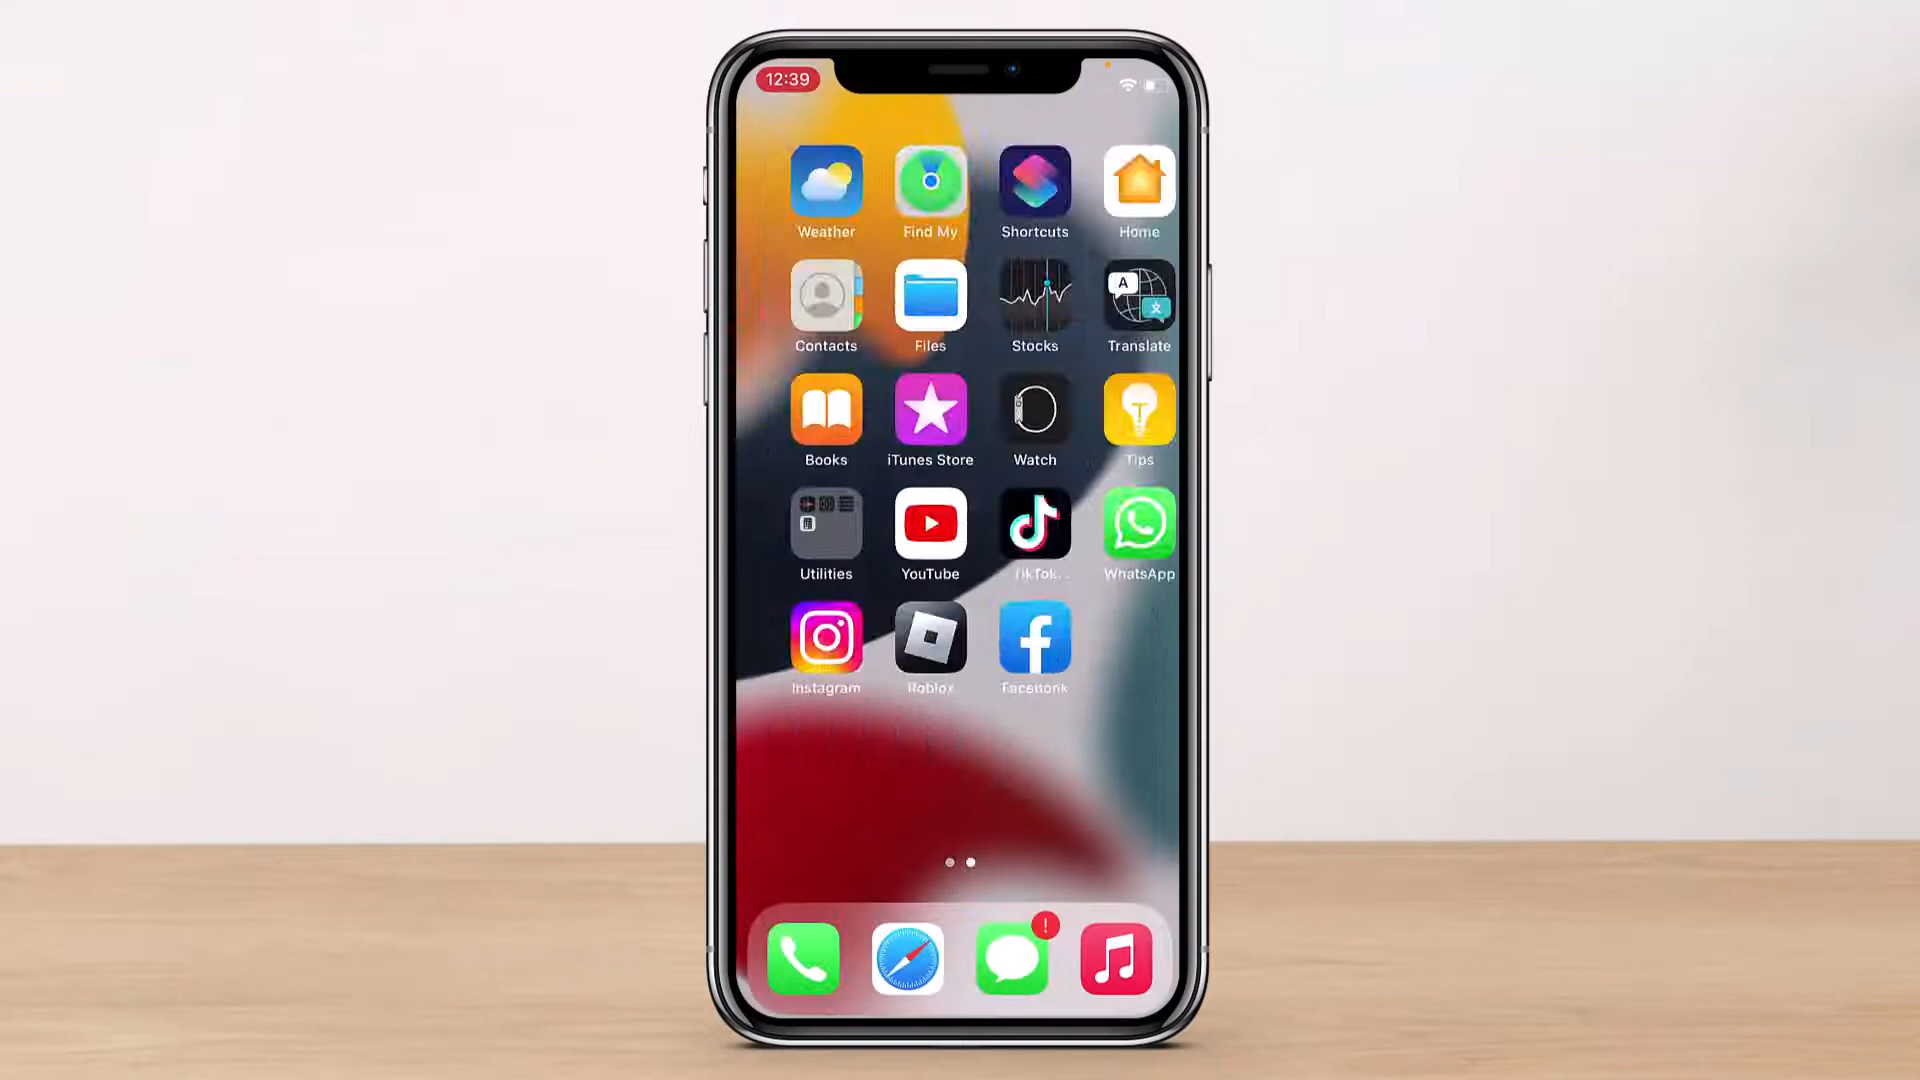 12:39
Weather Find My Shortcuts Home
Contacts Files Stocks Translate
A
文
Books iTunes Store Watch Tips
Utilities YouTube TikTok... WhatsApp
Instagram Roblox Facebook
!